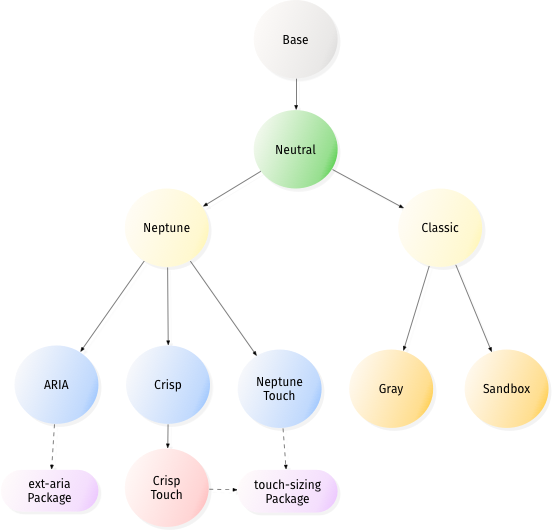 Base
Neutral
Neptune
Classic
ARIA
Crisp
Neptune
Touch
Gray
Sandbox
ext-aria
Package
Crisp
Touch
touch-sizing
Package